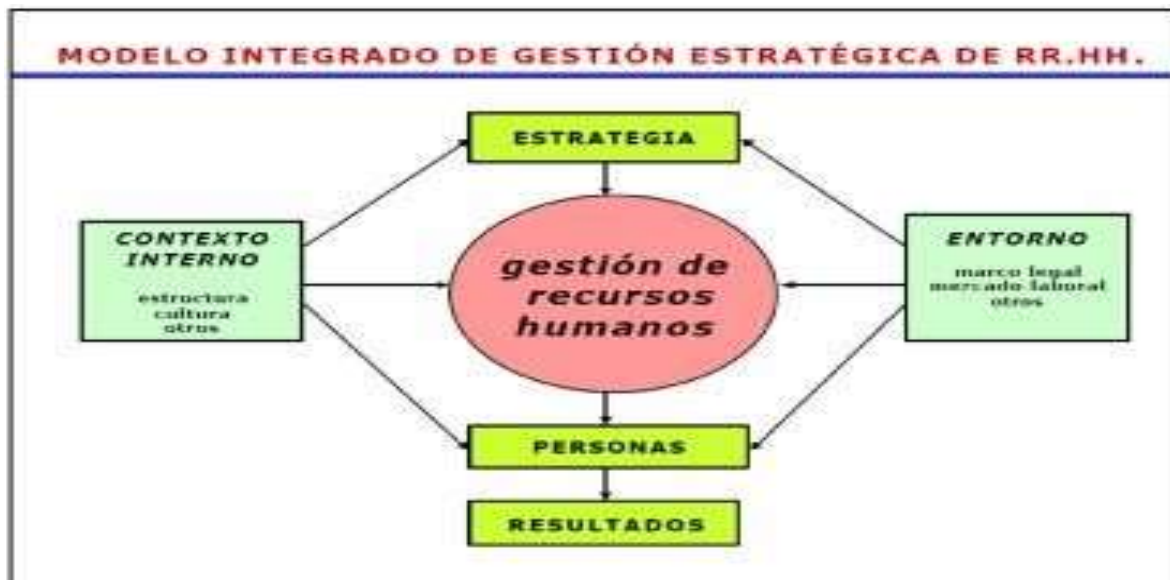 MODELO INTEGRADO DE GESTIÓN ESTRATÉGICA DE RR.HH.
ESTRATEGIA
CONTEXTO
INTERNO
estructura
cultura
otros
gestión de
recursos
humanos
ENTORNO
marco legal
mercado laboral
otros
PERSONAS
RESULTADOS